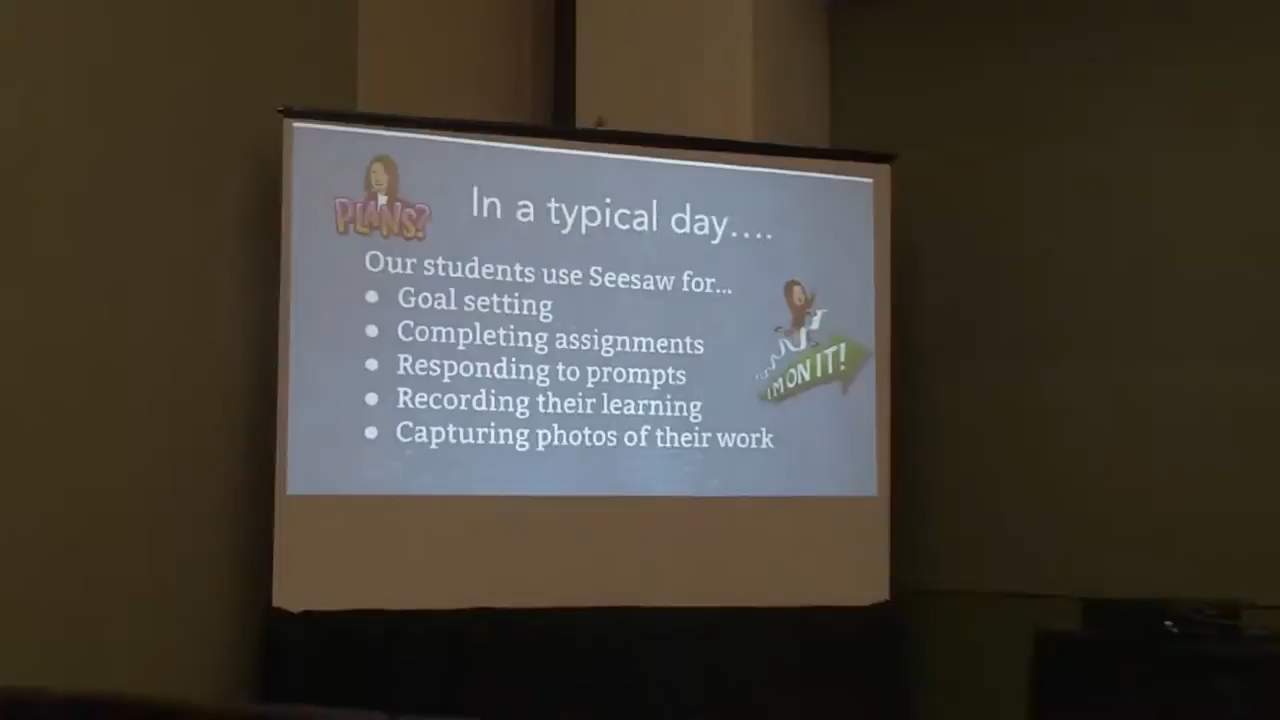 PLANS?
In a typical day....
Our students use Seesaw for...
● Goal setting
● Completing assignments
● Responding to prompts
● Recording their learning
● Capturing photos of their work
I'M ON IT!